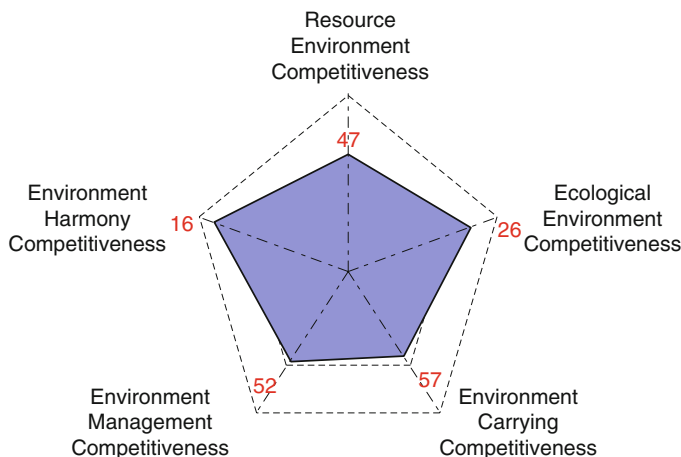 Resource
Environment
Competitiveness
47
Environment
Harmony
Competitiveness
16
Ecological
Environment
Competitiveness
26
Environment
Management
Competitiveness
52
57
Environment
Carrying
Competitiveness